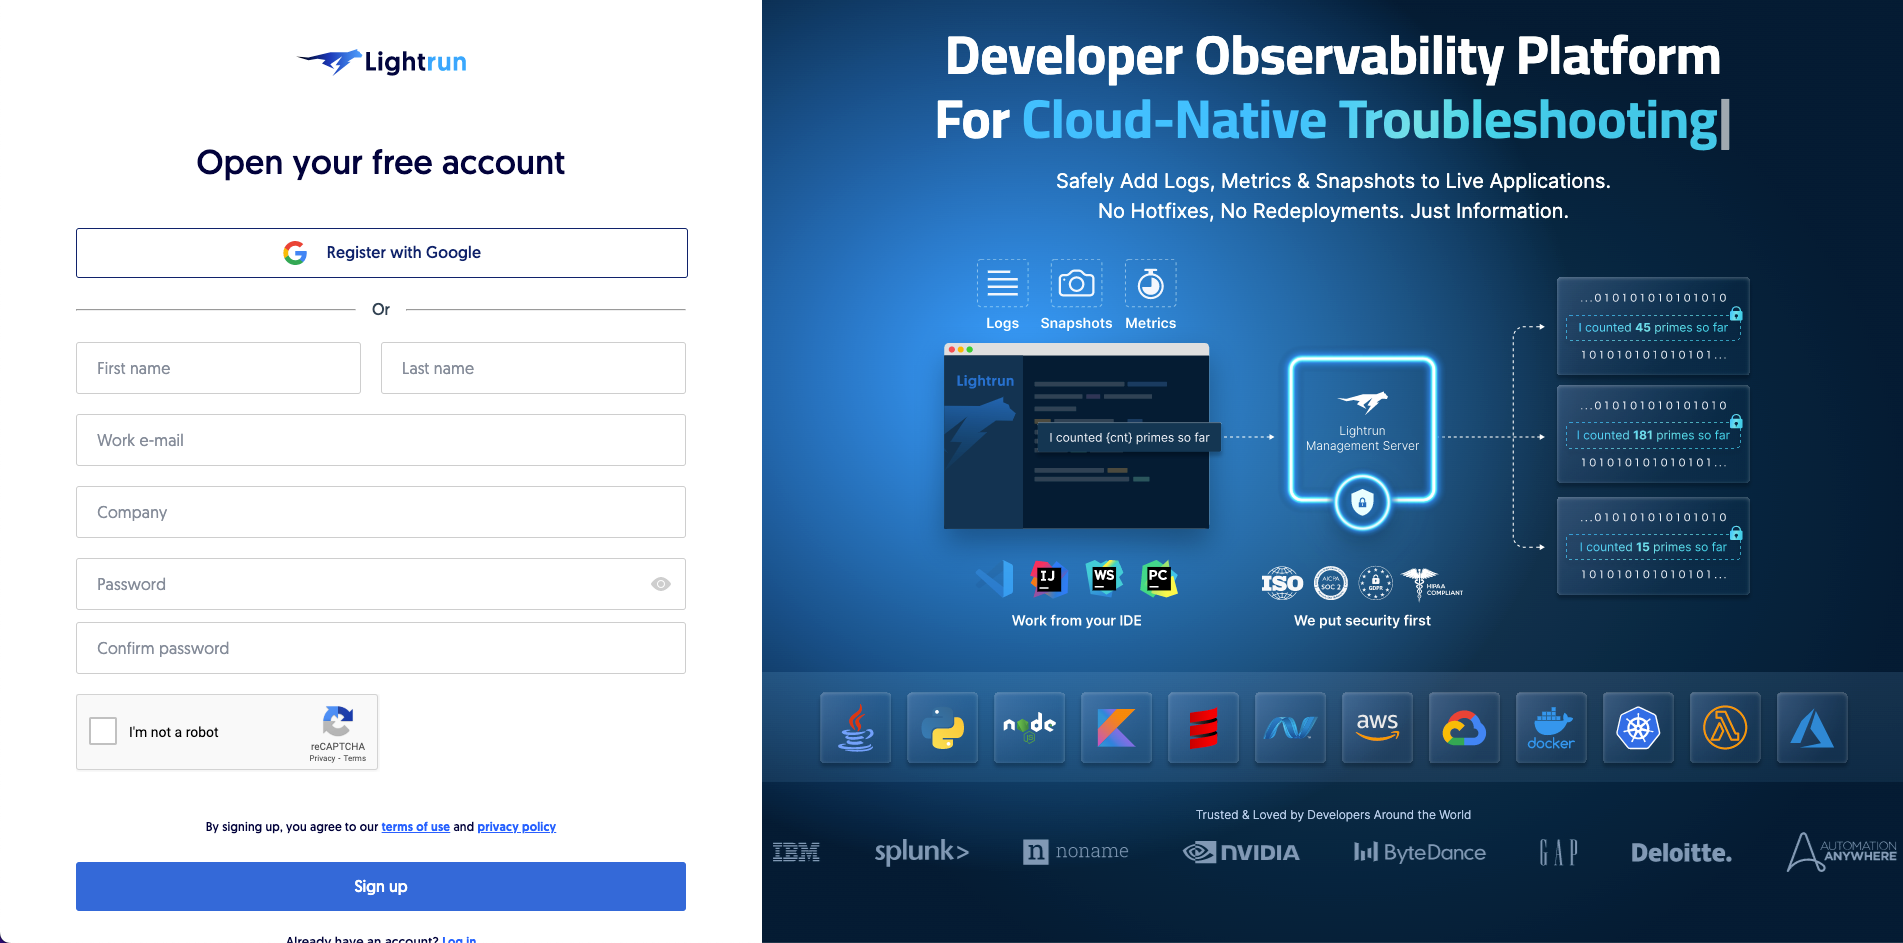 Lightrun
Open your free account
Register with Google
Or
First name
Last name
Work e-mail
Company
Password
Confirm password
I'm not a robot
reCAPTCHA
Privacy - Terms
By signing up, you agree to our terms of use and privacy policy
Sign up
Already have an account? Log in
Developer Observability Platform
For Cloud-Native Troubleshooting|
Safely Add Logs, Metrics & Snapshots to Live Applications.
No Hotfixes, No Redeployments. Just Information.
Logs
Snapshots
Metrics
Lightrun
I counted {cnt} primes so far
Lightrun
Management Server
...010101010101010
I counted 45 primes so far
101010101010101...
...010101010101010
I counted 181 primes so far
101010101010101...
...010101010101010
I counted 15 primes so far
101010101010101...
IJ
WS
PC
Work from your IDE
ISO
AICPA
SOC 2
GDPR
HIPAA
COMPLIANT
We put security first
node
JS
aws
docker
Trusted & Loved by Developers Around the World
IBM
splunk>
n noname
NVIDIA
ByteDance
GAP
Deloitte.
AUTOMATION
ANYWHERE